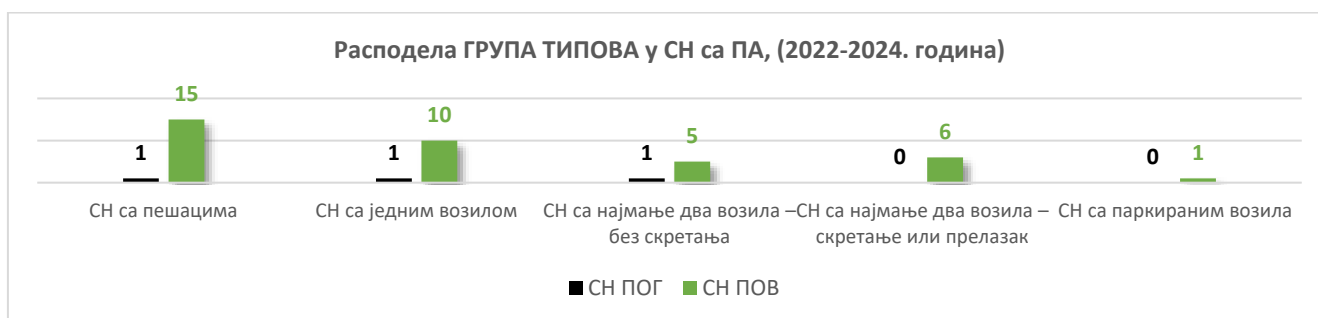 Расподела ГРУПА ТИПОВА у СН са ПА, (2022-2024. година)
15
10
5
6
1
1
1
0
0
1
СН са пешацима
СН са једним возилом
СН са најмање два возила –
без скретања
СН са најмање два возила –
скретање или прелазак
СН са паркираним возила
СН ПОГ
СН ПОВ